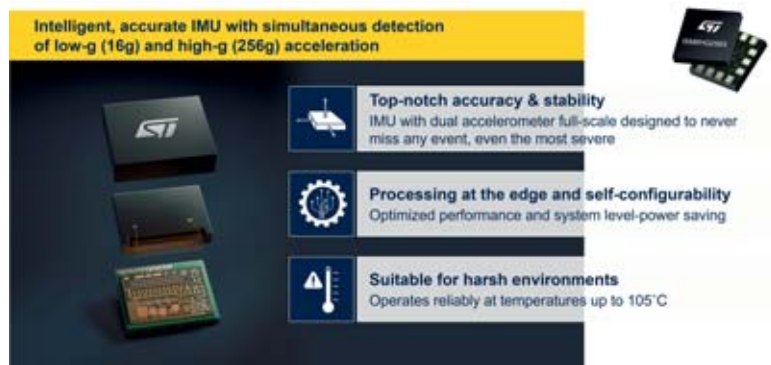 Intelligent, accurate IMU with simultaneous detection
of low-g (16g) and high-g (256g) acceleration
ST
ST
Top-notch accuracy & stability
IMU with dual accelerometer full-scale designed to never
miss any event, even the most severe
Processing at the edge and self-configurability
Optimized performance and system level-power saving
Suitable for harsh environments
Operates reliably at temperatures up to 105°C